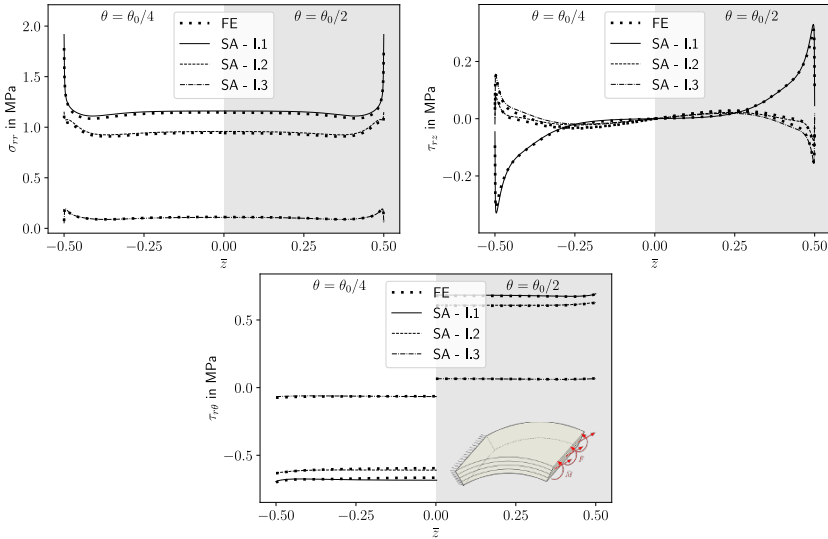 θ = θ₀/4
θ = θ₀/2
FE
SA - I.1
SA - I.2
SA - I.3
σrr in MPa
2.0
1.5
1.0
0.5
0.0
−0.50
−0.25
0.00
0.25
0.50
z̅
θ = θ₀/4
θ = θ₀/2
FE
SA - I.1
SA - I.2
SA - I.3
τrz in MPa
0.2
0.0
−0.2
−0.50
−0.25
0.00
0.25
0.50
z̅
θ = θ₀/4
θ = θ₀/2
FE
SA - I.1
SA - I.2
SA - I.3
τrθ in MPa
0.5
0.0
−0.5
F
M
−0.50
−0.25
0.00
0.25
0.50
z̅